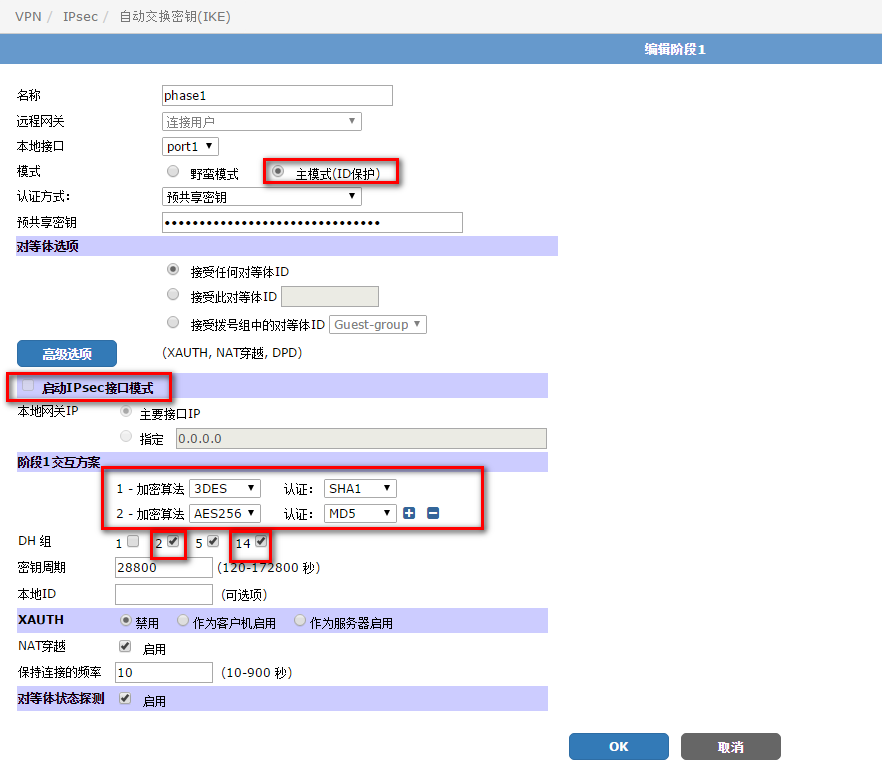 VPN / IPsec / 自动交换密钥(IKE)
编辑阶段1
名称 phase1
远程网关 连接用户
本地接口 port1
模式 野蛮模式 主模式(ID保护)
认证方式: 预共享密钥
预共享密钥 •••••••••••••••••••••••••••••••
对等体选项
接受任何对等体ID
接受此对等体ID
接受拨号组中的对等体ID Guest-group
高级选项 (XAUTH, NAT穿越, DPD)
启动IPsec接口模式
本地网关IP 主要接口IP
指定 0.0.0.0
阶段1交互方案
1 - 加密算法 3DES 认证: SHA1
2 - 加密算法 AES256 认证: MD5
DH 组 1 2 5 14
密钥周期 28800 (120-172800 秒)
本地ID (可选项)
XAUTH 禁用 作为客户机启用 作为服务器启用
NAT穿越 启用
保持连接的频率 10 (10-900 秒)
对等体状态探测 启用
OK 取消